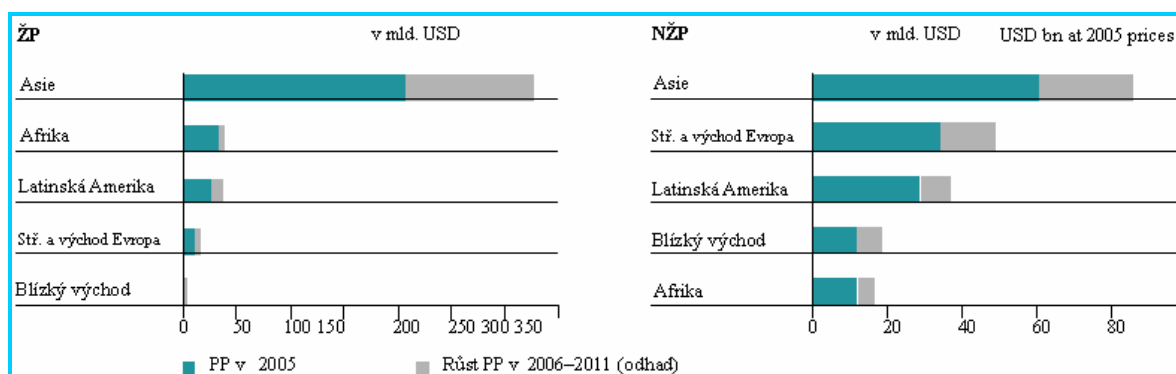 ŽP v mld. USD
Asie
Afrika
Latinská Amerika
Stř. a východ Evropa
Blízký východ
0 50 100 150 200 250 300 350
NŽP v mld. USD USD bn at 2005 prices
Asie
Stř. a východ Evropa
Latinská Amerika
Blízký východ
Afrika
0 20 40 60 80
PP v 2005 Růst PP v 2006–2011 (odhad)